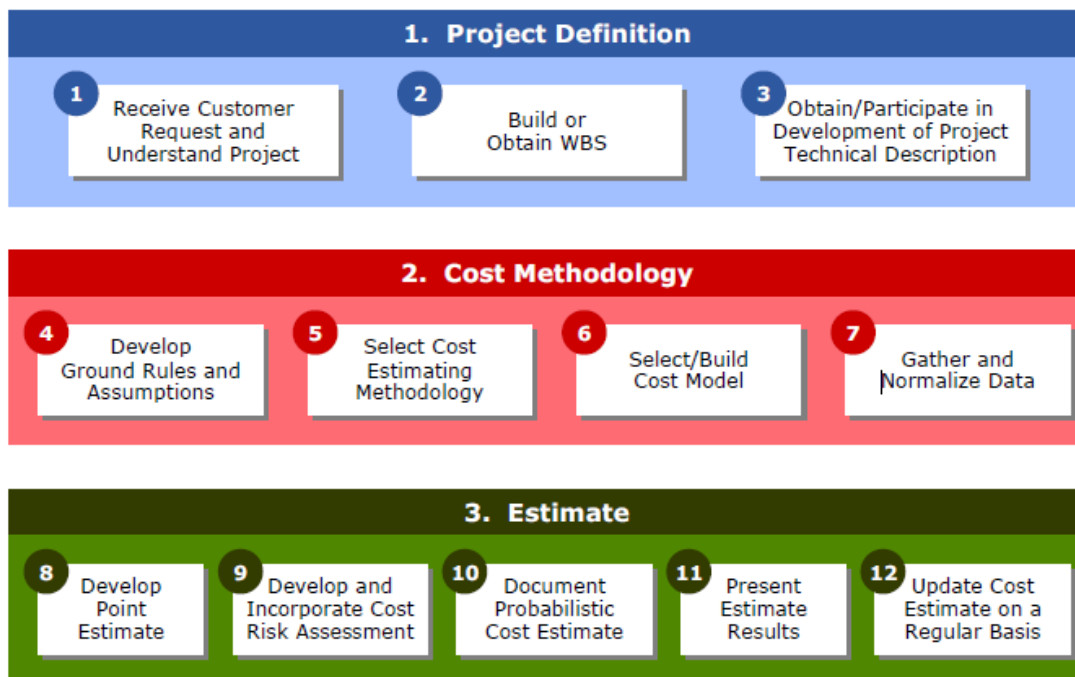 1. Project Definition
1
Receive Customer
Request and
Understand Project
2
Build or
Obtain WBS
3
Obtain/Participate in
Development of Project
Technical Description
2. Cost Methodology
4
Develop
Ground Rules and
Assumptions
5
Select Cost
Estimating
Methodology
6
Select/Build
Cost Model
7
Gather and
Normalize Data
3. Estimate
8
Develop
Point
Estimate
9
Develop and
Incorporate Cost
Risk Assessment
10
Document
Probabilistic
Cost Estimate
11
Present
Estimate
Results
12
Update Cost
Estimate on a
Regular Basis